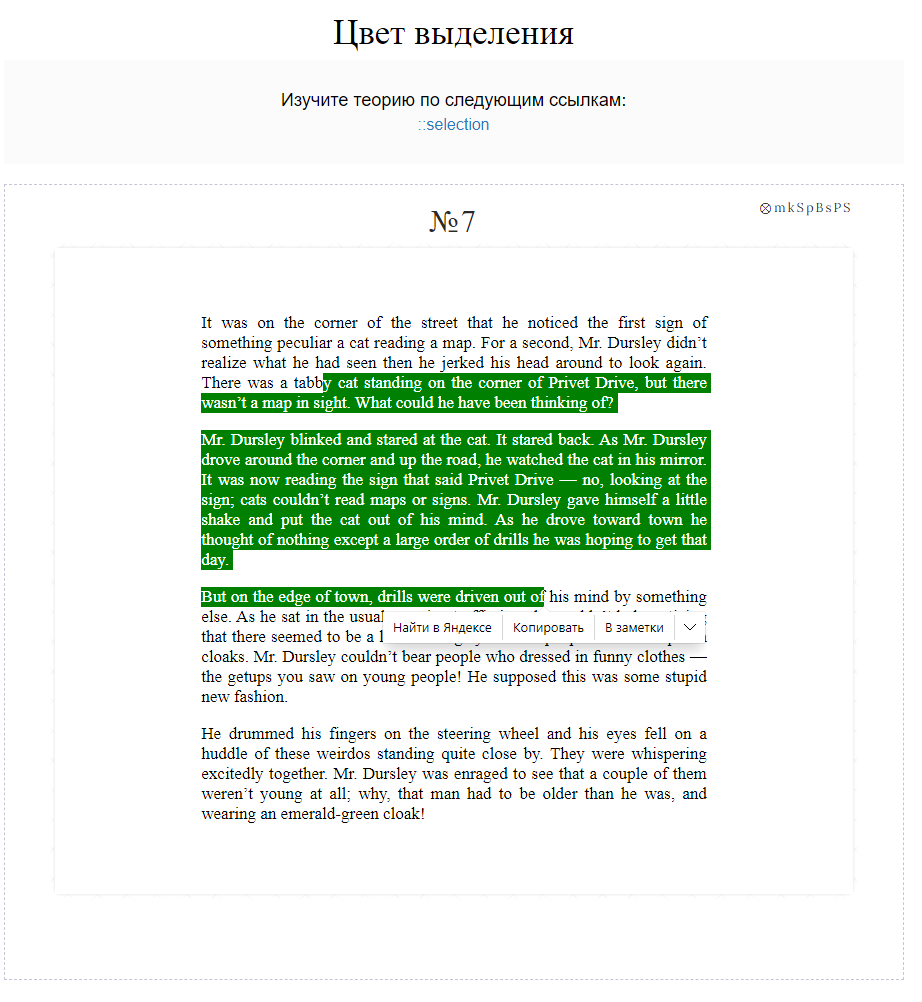 Цвет выделения
Изучите теорию по следующим ссылкам:
::selection
№7
⊗mkSpBsPS
It was on the corner of the street that he noticed the first sign of
something peculiar a cat reading a map. For a second, Mr. Dursley didn’t
realize what he had seen then he jerked his head around to look again.
There was a tabby cat standing on the corner of Privet Drive, but there
wasn’t a map in sight. What could he have been thinking of?
Mr. Dursley blinked and stared at the cat. It stared back. As Mr. Dursley
drove around the corner and up the road, he watched the cat in his mirror.
It was now reading the sign that said Privet Drive — no, looking at the
sign; cats couldn’t read maps or signs. Mr. Dursley gave himself a little
shake and put the cat out of his mind. As he drove toward town he
thought of nothing except a large order of drills he was hoping to get that
day.
But on the edge of town, drills were driven out of his mind by something
else. As he sat in the usual
Найти в Яндексе Копировать В заметки
that there seemed to be a
cloaks. Mr. Dursley couldn’t bear people who dressed in funny clothes —
the getups you saw on young people! He supposed this was some stupid
new fashion.
He drummed his fingers on the steering wheel and his eyes fell on a
huddle of these weirdos standing quite close by. They were whispering
excitedly together. Mr. Dursley was enraged to see that a couple of them
weren’t young at all; why, that man had to be older than he was, and
wearing an emerald-green cloak!